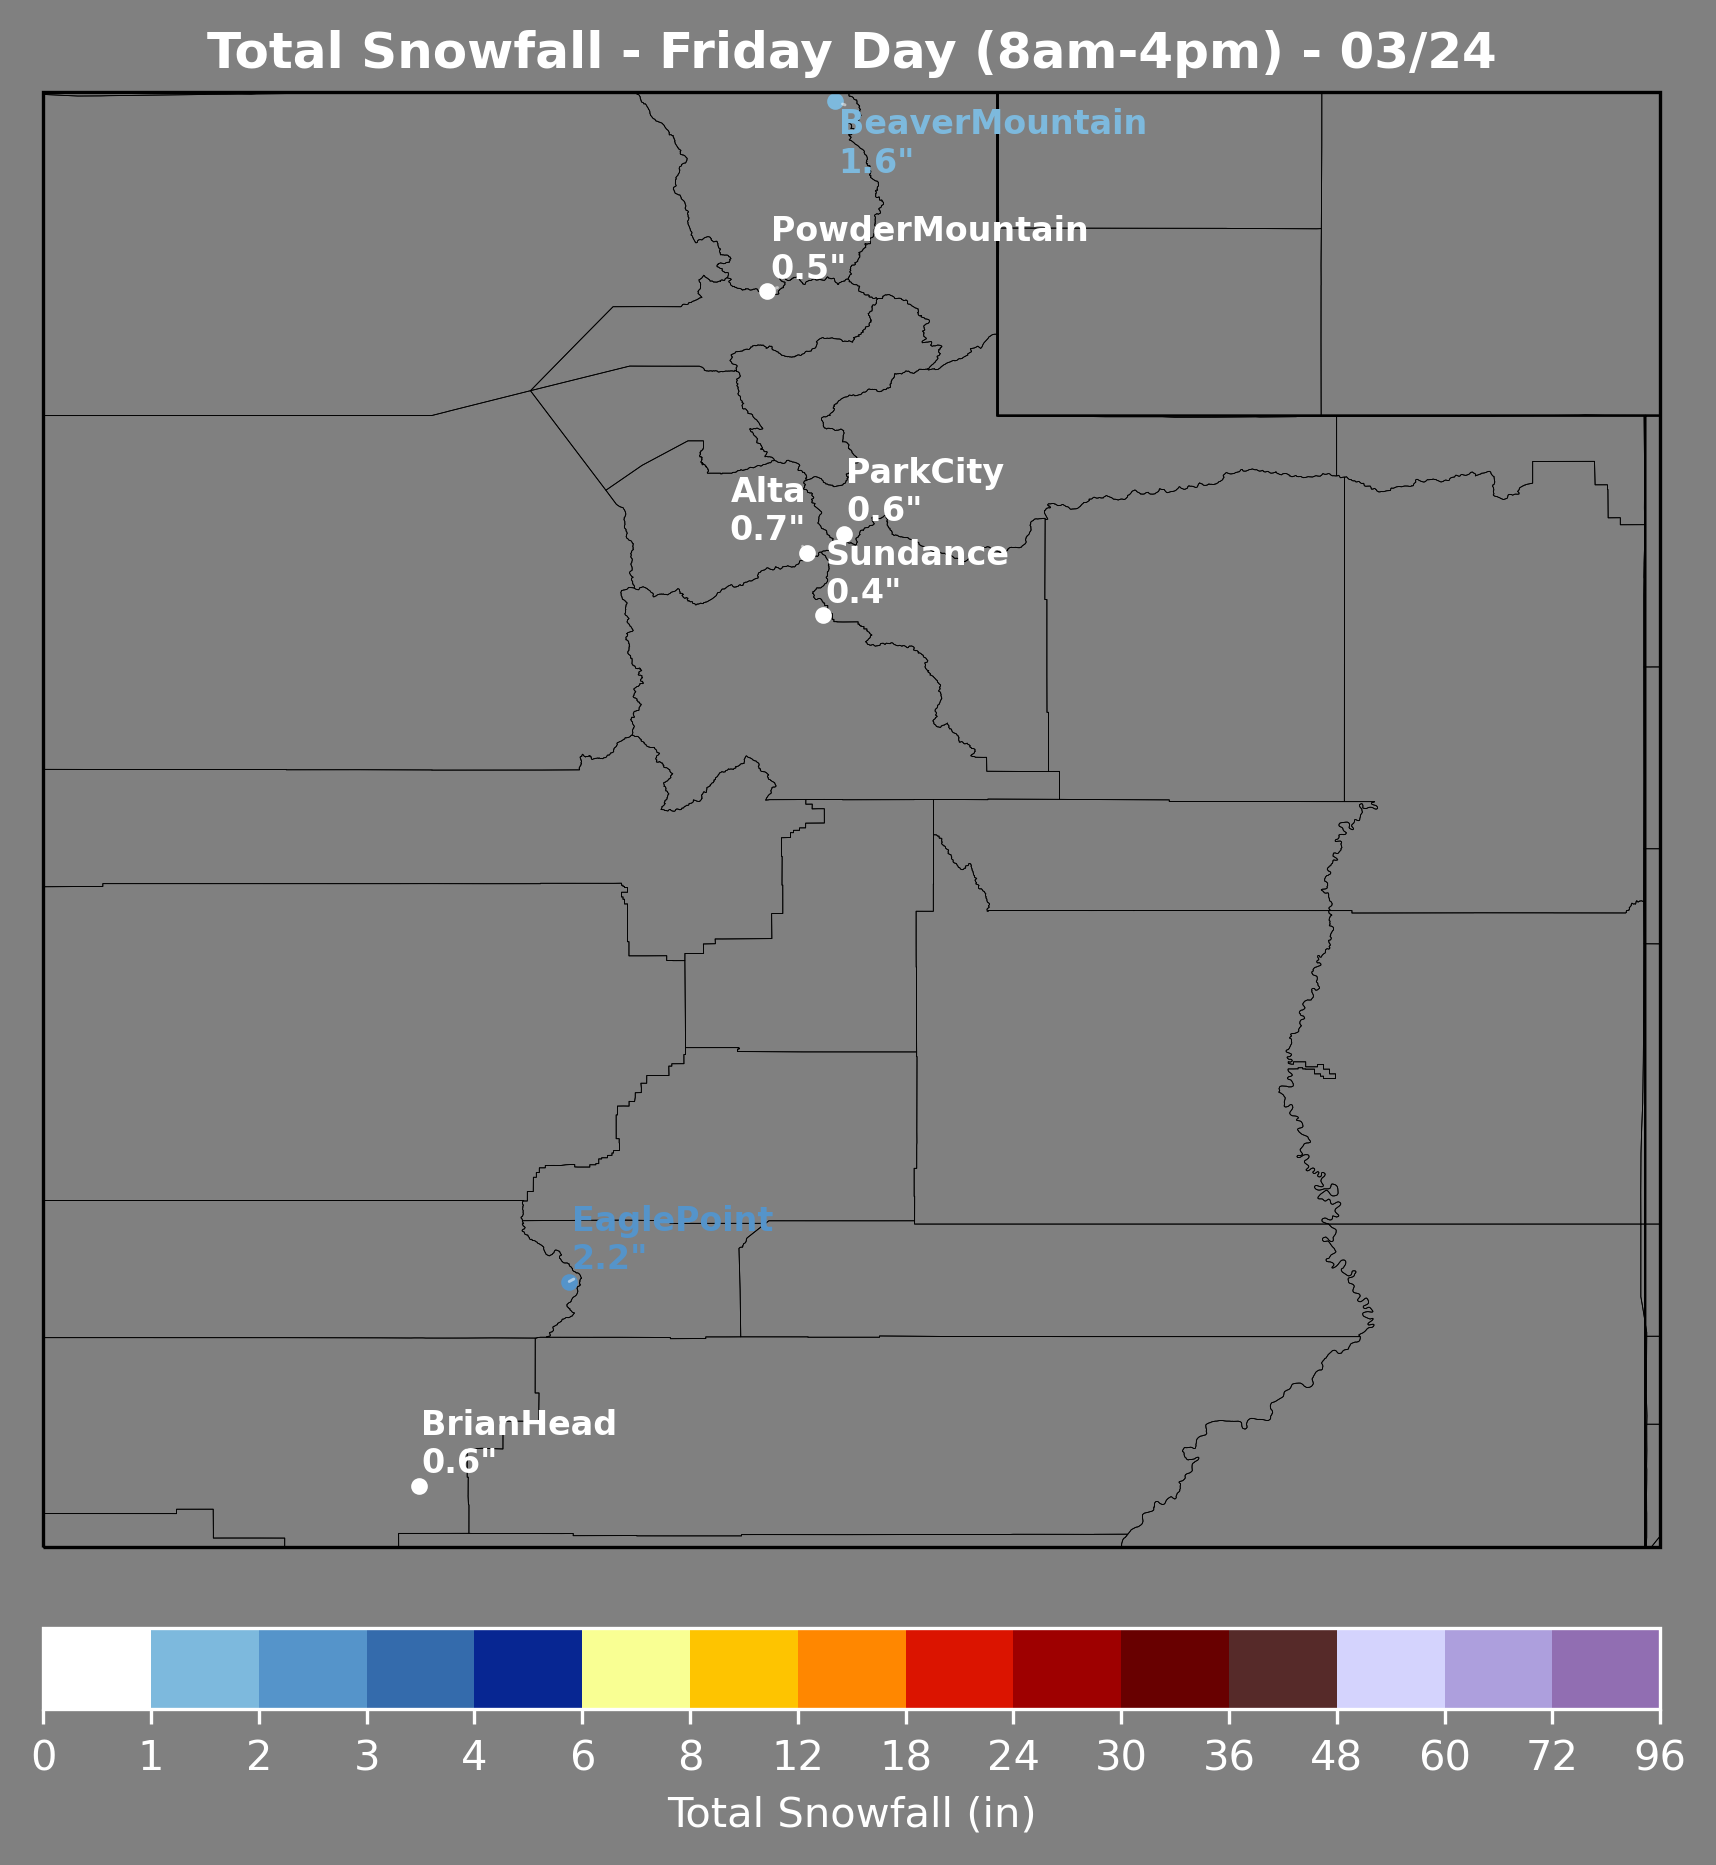 Total Snowfall - Friday Day (8am-4pm) - 03/24
BeaverMountain
1.6"
PowderMountain
0.5"
ParkCity
0.6"
Alta
0.7"
Sundance
0.4"
EaglePoint
2.2"
BrianHead
0.6"
0 1 2 3 4 6 8 12 18 24 30 36 48 60 72 96
Total Snowfall (in)